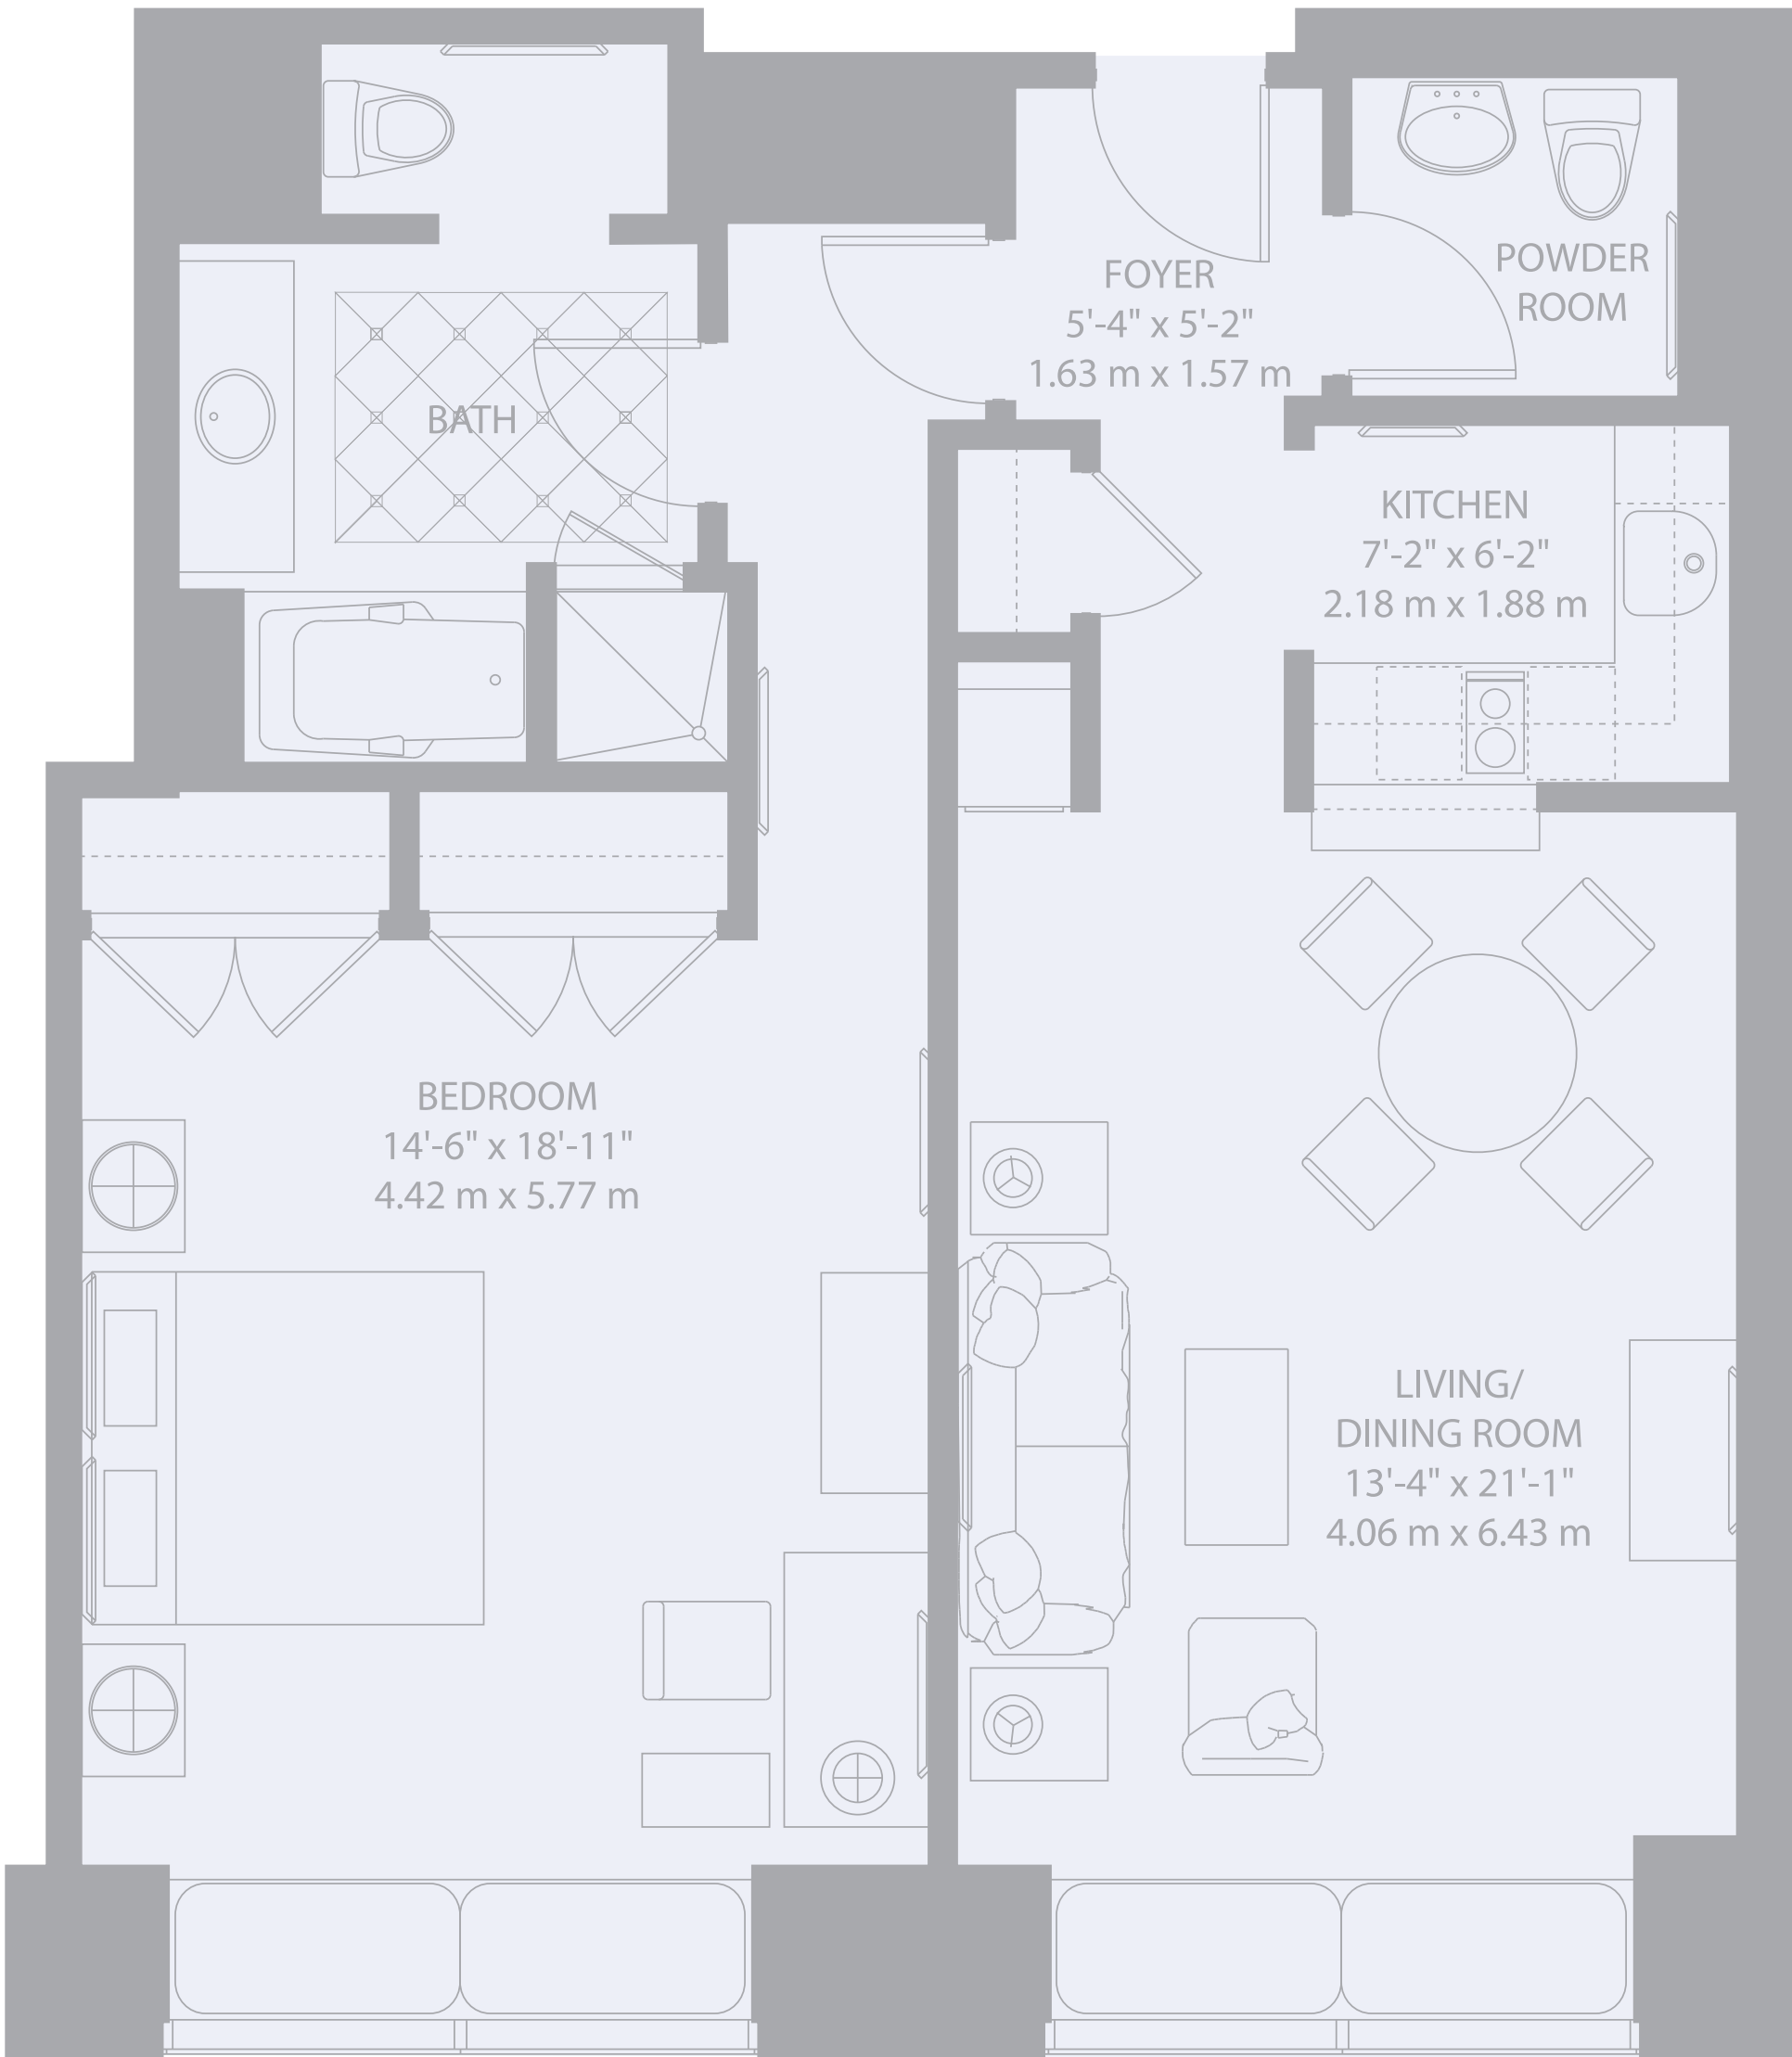 FOYER
5'-4" x 5'-2"
1.63 m x 1.57 m
POWDER
ROOM
BATH
KITCHEN
7'-2" x 6'-2"
2.18 m x 1.88 m
BEDROOM
14'-6" x 18'-11"
4.42 m x 5.77 m
LIVING/
DINING ROOM
13'-4" x 21'-1"
4.06 m x 6.43 m